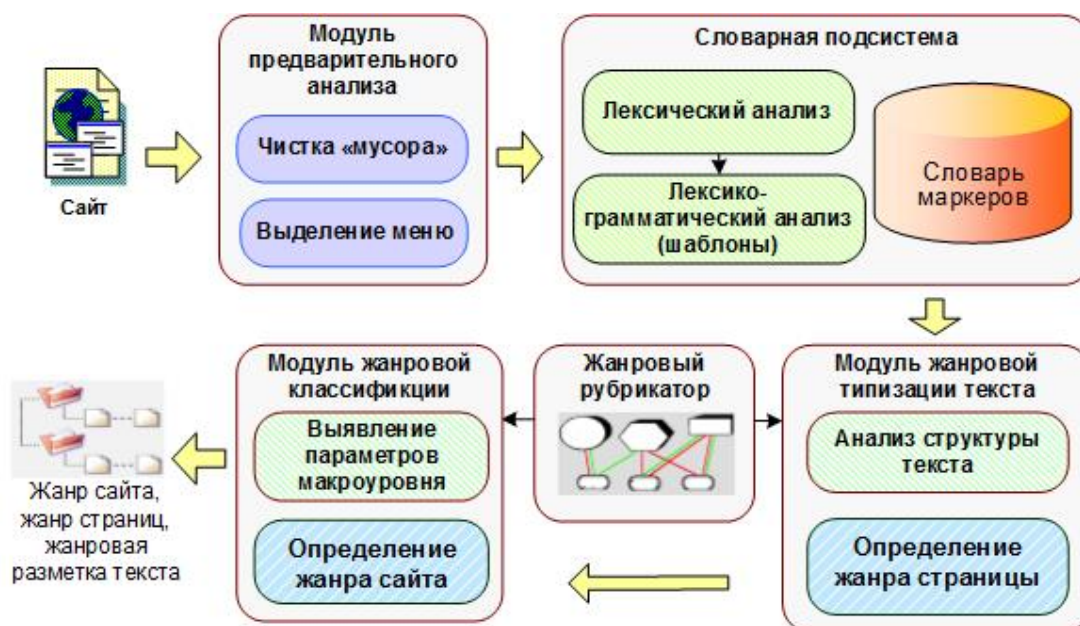 Сайт
Модуль
предварительного
анализа
Чистка «мусора»
Выделение меню
Словарная подсистема
Лексический анализ
Лексико-
грамматический анализ
(шаблоны)
Словарь
маркеров
Модуль жанровой
типизации текста
Анализ структуры
текста
Определение
жанра страницы
Жанровый
рубрикатор
Модуль жанровой
классификции
Выявление
параметров
макроуровня
Определение
жанра сайта
Жанр сайта,
жанр страниц,
жанровая
разметка текста